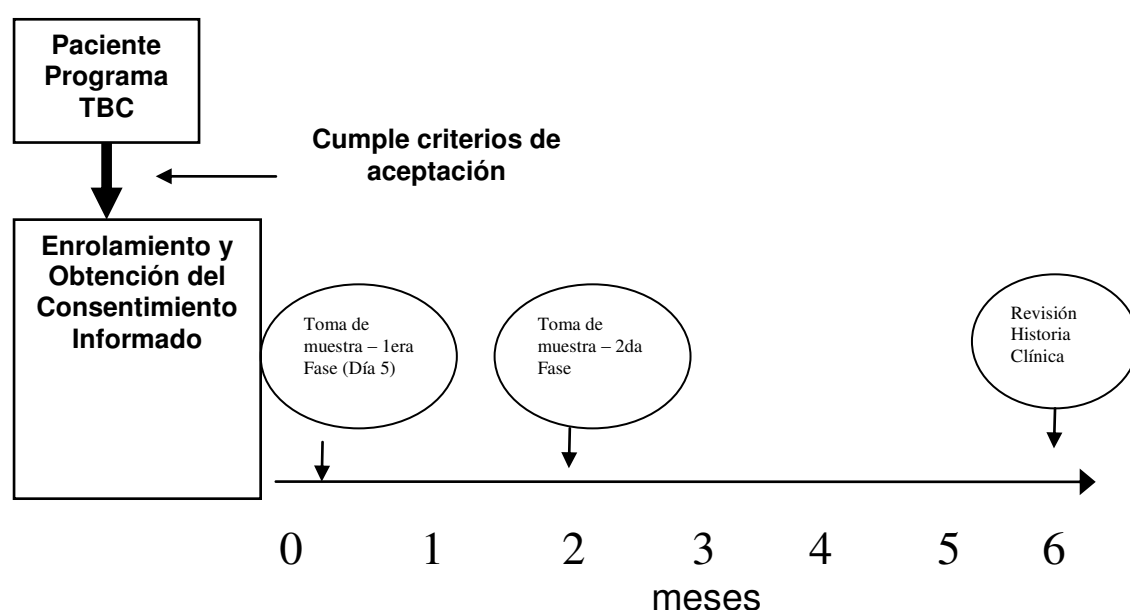 Paciente
Programa
TBC
Cumple criterios de
aceptación
Enrolamiento y
Obtención del
Consentimiento
Informado
Toma de
muestra – 1era
Fase (Día 5)
Toma de
muestra – 2da
Fase
Revisión
Historia
Clínica
0 1 2 3 4 5 6
meses